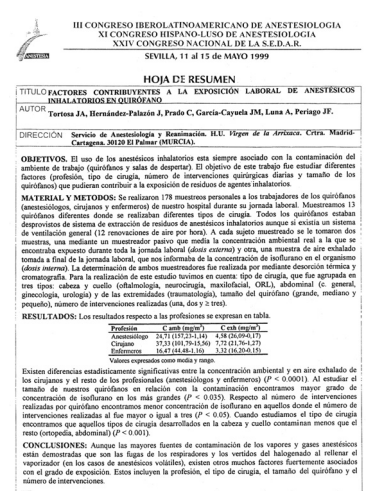 III CONGRESO IBEROLATINOAMERICANO DE ANESTESIOLOGIA
XI CONGRESO HISPANO-LUSO DE ANESTESIOLOGIA
XXIV CONGRESO NACIONAL DE LA S.E.D.A.R.
SEVILLA, 11 al 15 de MAYO 1999
HOJA DE RESUMEN
TITULO FACTORES CONTRIBUYENTES A LA EXPOSICIÓN LABORAL DE ANESTÉSICOS
INHALATORIOS EN QUIRÓFANO
AUTOR Tortosa JA, Hernández-Palazón J, Prado C, García-Cayuela JM, Luna A, Periago JF.
DIRECCIÓN Servicio de Anestesiología y Reanimación. H.U. Virgen de la Arrixaca. Crtra. Madrid-
Cartagena. 30120 El Palmar (MURCIA).
OBJETIVOS. El uso de los anestésicos inhalatorios esta siempre asociado con la contaminación del
ambiente de trabajo (quirófanos y salas de despertar). El objetivo de este trabajo fue estudiar diferentes
factores (profesión, tipo de cirugía, número de intervenciones quirúrgicas diarias y tamaño de los
quirófanos) que pudieran contribuir a la exposición de residuos de agentes inhalatorios.
MATERIAL Y METODOS: Se realizaron 178 muestreos personales a los trabajadores de los quirófanos
(anestesiólogos, cirujanos y enfermeros) de nuestro hospital durante su jornada laboral. Muestreamos 13
quirófanos diferentes donde se realizaban diferentes tipos de cirugía. Todos los quirófanos estaban
desprovistos de sistema de extracción de residuos de anestésicos inhalatorios aunque si existía un sistema
de ventilación general (12 renovaciones de aire por hora). A cada sujeto muestreado se le tomaron dos
muestras, una mediante un muestreador pasivo que medía la concentración ambiental real a la que se
encontraba expuesto durante toda la jornada laboral (dosis externa) y otra, una muestra de aire exhalado
tomada a final de la jornada laboral, que nos informaba de la concentración de isoflurano en el organismo
(dosis interna). La determinación de ambos muestreadores fue realizada por mediante desorción térmica y
cromatografía. Para la realización de este estudio tuvimos en cuenta: tipo de cirugía, que fue agrupada en
tres tipos: cabeza y cuello (oftalmología, neurocirugía, maxilofacial, ORL), abdominal (c. general,
ginecología, urología) y de las extremidades (traumatología), tamaño del quirófano (grande, mediano y
pequeño), número de intervenciones realizadas (una, dos y ≥ tres).
RESULTADOS: Los resultados respecto a las profesiones se expresan en tabla.
Profesión C amb (mg/m³) C exh (mg/m³)
Anestesiólogo 24,71 (157,23-1,14) 4,58 (26,09-0,17)
Cirujano 37,33 (101,79-15,56) 7,72 (21,76-1,27)
Enfermeros 16,47 (44,48-1,16) 3,32 (16,20-0,15)
Valores expresados como media y rango.
Existen diferencias estadísticamente significativas entre la concentración ambiental y en aire exhalado de
los cirujanos y el resto de los profesionales (anestesiólogos y enfermeros) (P < 0.0001). Al estudiar el
tamaño de nuestros quirófanos en relación con la contaminación encontramos mayor grado de
concentración de isoflurano en los más grandes (P < 0.035). Respecto al número de intervenciones
realizadas por quirófano encontramos menor concentración de isoflurano en aquellos donde el número de
intervenciones realizadas al fue mayor o igual a tres (P < 0.05). Cuando estudiamos el tipo de cirugía
encontramos que aquellos tipos de cirugía desarrollados en la cabeza y cuello contaminan menos que el
resto (ortopedia, abdominal) (P < 0.001).
CONCLUSIONES: Aunque las mayores fuentes de contaminación de los vapores y gases anestésicos
están demostradas que son las fugas de los respiradores y los vertidos del halogenado al rellenar el
vaporizador (en los casos de anestésicos volátiles), existen otros muchos factores fuertemente asociados
con el grado de exposición. Estos incluyen la profesión, el tipo de cirugía, el tamaño del quirófano y el
número de intervenciones.